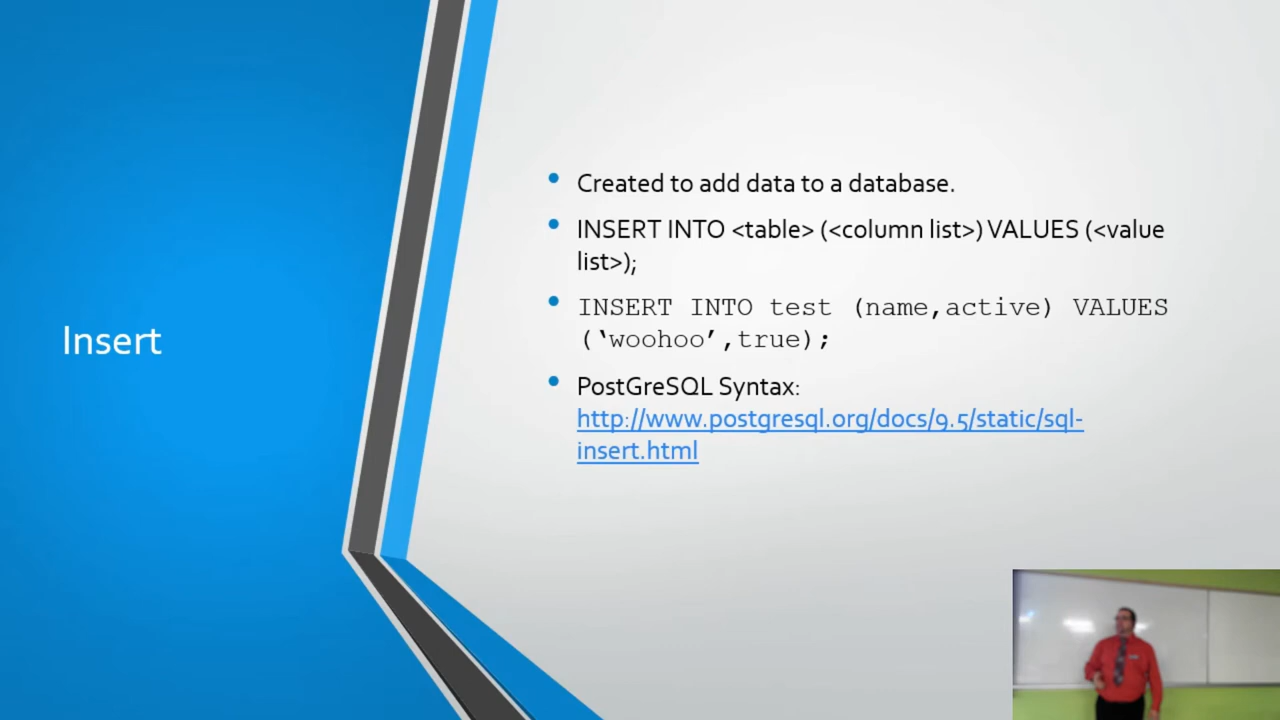 Insert
Created to add data to a database.
INSERT INTO <table> (<column list>) VALUES (<value
list>);
INSERT INTO test (name,active) VALUES
(‘woohoo’,true);
PostGreSQL Syntax:
http://www.postgresql.org/docs/9.5/static/sql-
insert.html